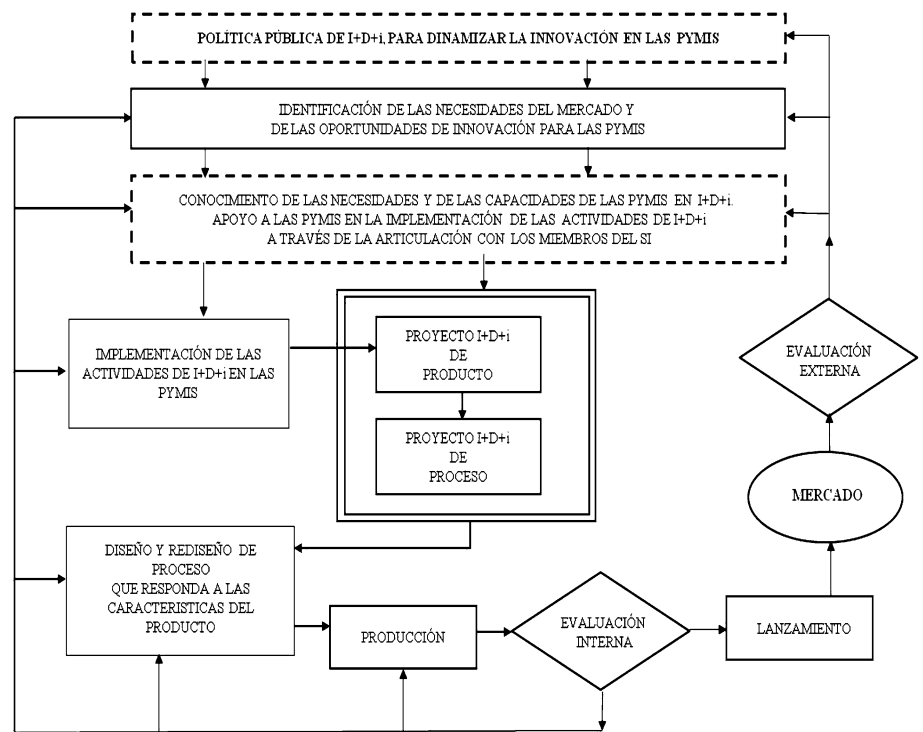 POLÍTICA PÚBLICA DE I+D+i, PARA DINAMIZAR LA INNOVACIÓN EN LAS PYMIS
IDENTIFICACIÓN DE LAS NECESIDADES DEL MERCADO Y
DE LAS OPORTUNIDADES DE INNOVACIÓN PARA LAS PYMIS
CONOCIMIENTO DE LAS NECESIDADES Y DE LAS CAPACIDADES DE LAS PYMIS EN I+D+i.
APOYO A LAS PYMIS EN LA IMPLEMENTACIÓN DE LAS ACTIVIDADES DE I+D+i
A TRAVÉS DE LA ARTICULACIÓN CON LOS MIEMBROS DEL SI
IMPLEMENTACIÓN DE LAS
ACTIVIDADES DE I+D+i EN LAS
PYMIS
PROYECTO I+D+i
DE
PRODUCTO
PROYECTO I+D+i
DE
PROCESO
EVALUACIÓN
EXTERNA
MERCADO
DISEÑO Y REDISEÑO DE
PROCESO
QUE RESPONDA A LAS
CARACTERISTICAS DEL
PRODUCTO
PRODUCCIÓN
EVALUACIÓN
INTERNA
LANZAMIENTO